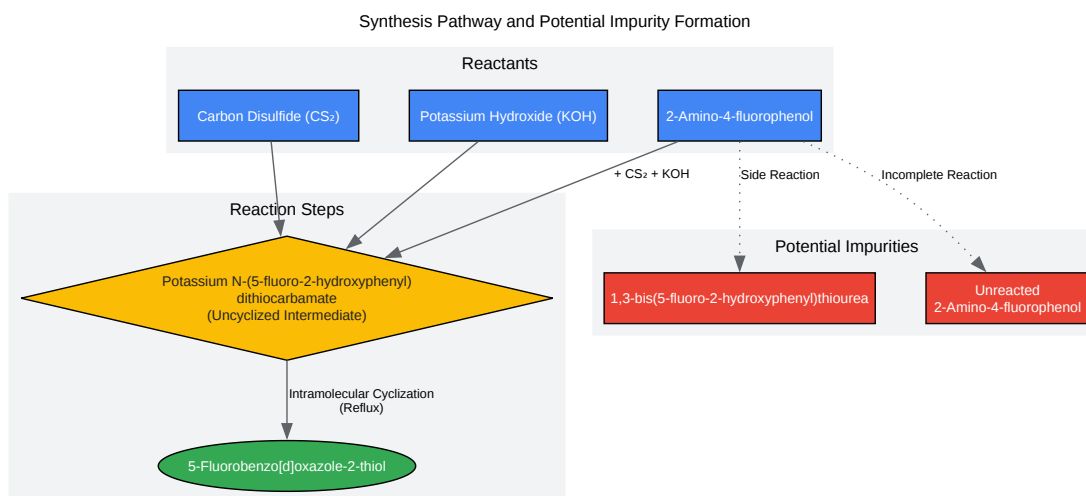 Synthesis Pathway and Potential Impurity Formation
Reactants
Carbon Disulfide (CS₂)
Potassium Hydroxide (KOH)
2-Amino-4-fluorophenol
+ CS₂ + KOH
Side Reaction
Incomplete Reaction
Reaction Steps
Potassium N-(5-fluoro-2-hydroxyphenyl)
dithiocarbamate
(Uncyclized Intermediate)
Potential Impurities
1,3-bis(5-fluoro-2-hydroxyphenyl)thiourea
Unreacted
2-Amino-4-fluorophenol
Intramolecular Cyclization
(Reflux)
5-Fluorobenzo[d]oxazole-2-thiol